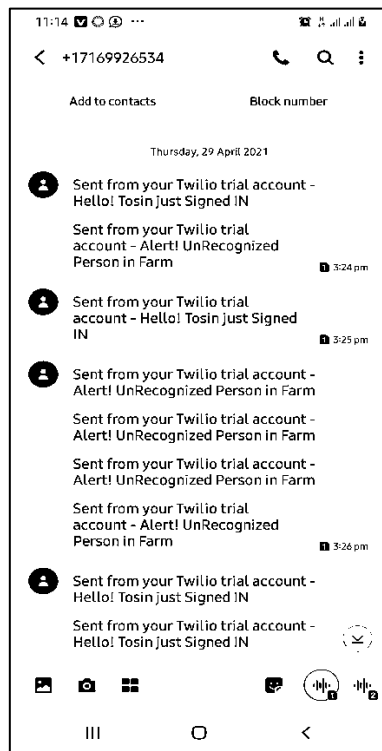 11:14
+17169926534
Add to contacts
Block number
Thursday, 29 April 2021
Sent from your Twilio trial account -
Hello! Tosin just Signed IN
Sent from your Twilio trial
account - Alert! UnRecognized
Person in Farm
1 3:24 pm
Sent from your Twilio trial
account - Hello! Tosin just Signed
IN
1 3:25 pm
Sent from your Twilio trial account -
Alert! UnRecognized Person in Farm
Sent from your Twilio trial account -
Alert! UnRecognized Person in Farm
Sent from your Twilio trial account -
Alert! UnRecognized Person in Farm
Sent from your Twilio trial
account - Alert! UnRecognized
Person in Farm
1 3:26 pm
Sent from your Twilio trial account -
Hello! Tosin just Signed IN
Sent from your Twilio trial account -
Hello! Tosin just Signed IN
1
2